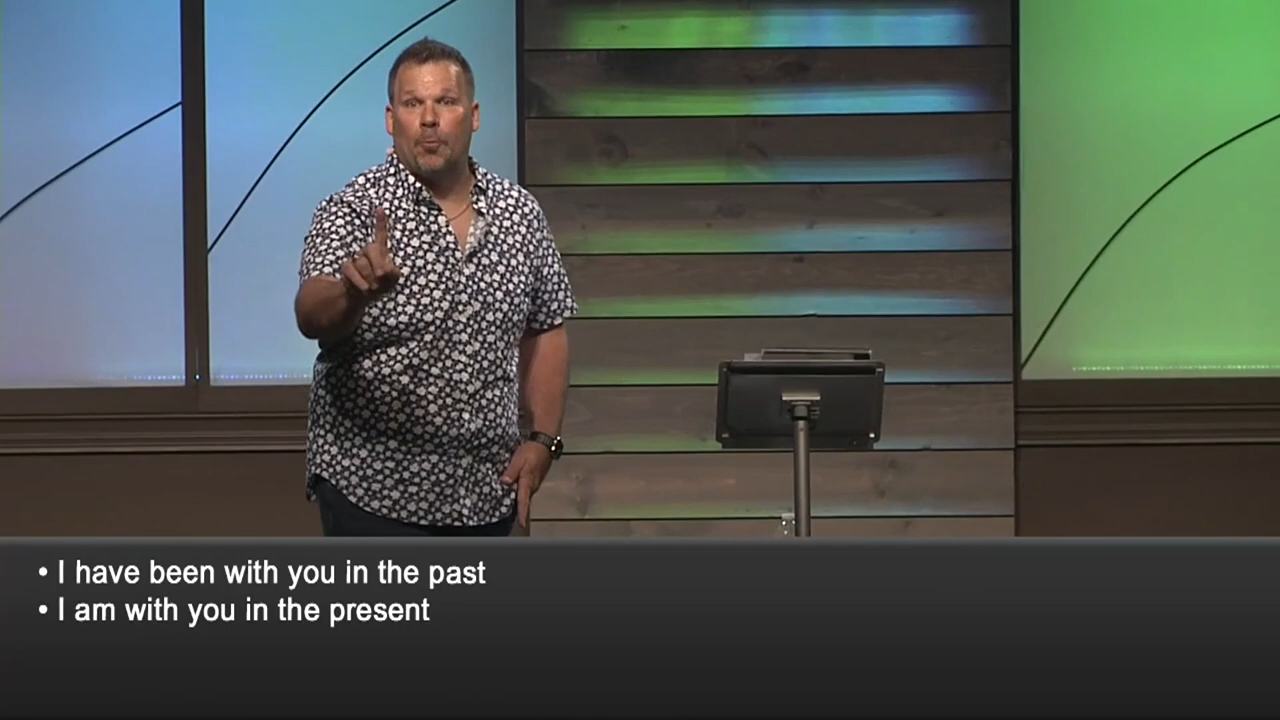 • I have been with you in the past
• I am with you in the present